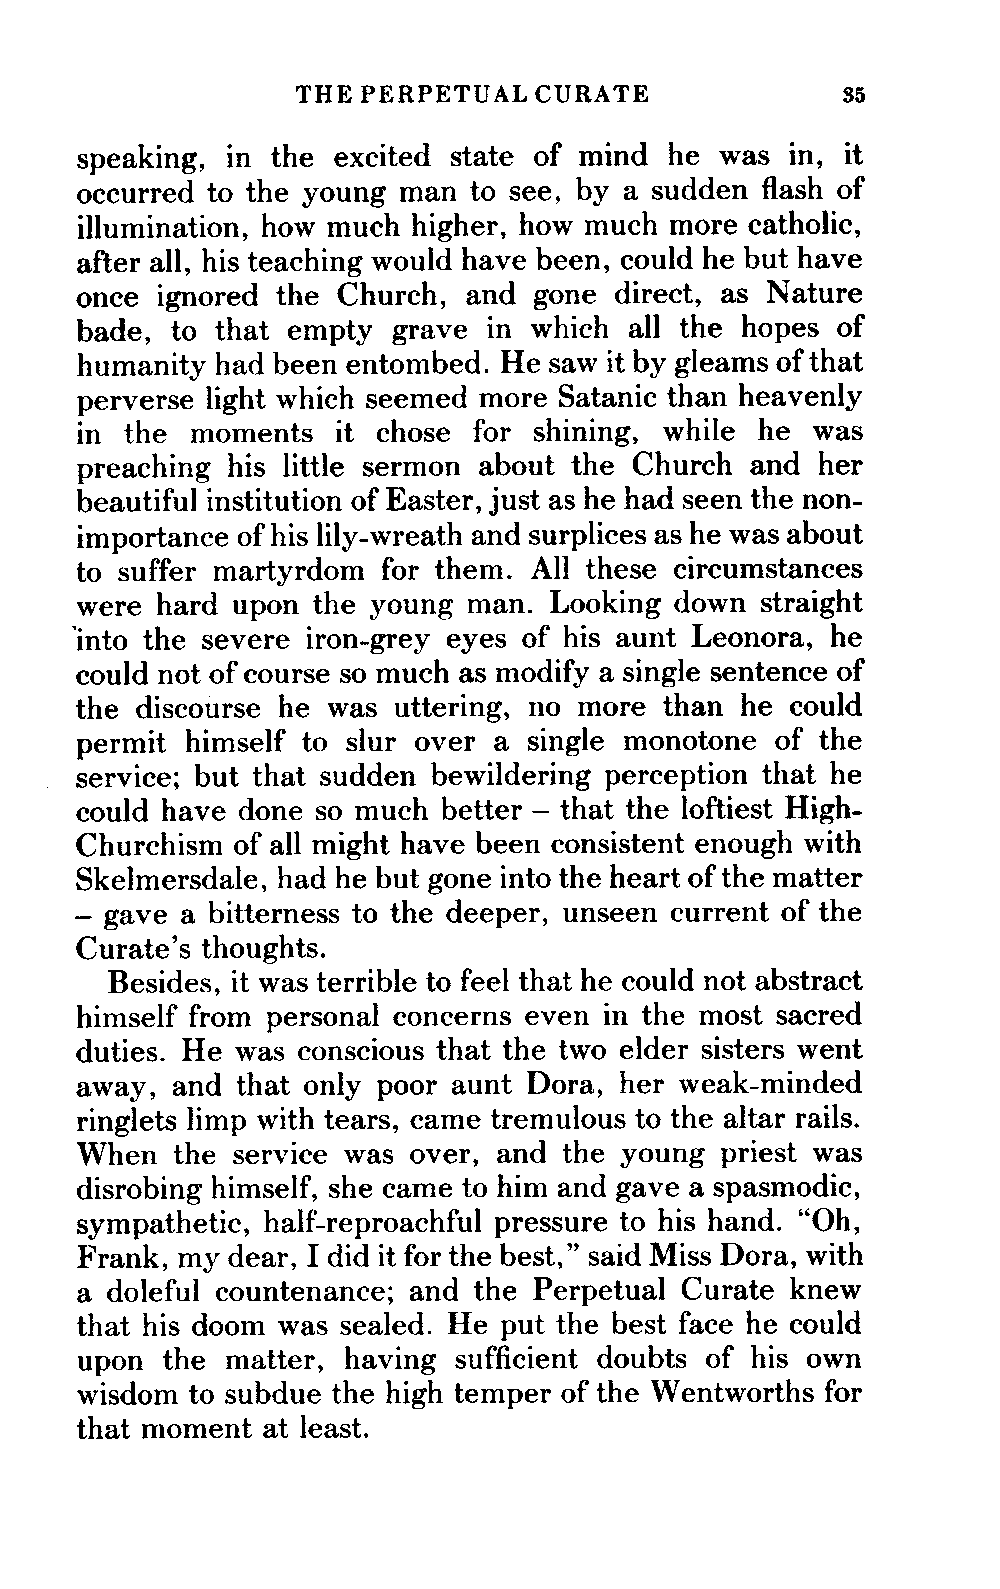 THE PERPETUAL CURATE 35
speaking, in the excited state of mind he was in, it
occurred to the young man to see, by a sudden flash of
illumination, how much higher, how much more catholic,
after all, his teaching would have been, could he but have
once ignored the Church, and gone direct, as Nature
bade, to that empty grave in which all the hopes of
humanity had been entombed. He saw it by gleams of that
perverse light which seemed more Satanic than heavenly
in the moments it chose for shining, while he was
preaching his little sermon about the Church and her
beautiful institution of Easter, just as he had seen the non-
importance of his lily-wreath and surplices as he was about
to suffer martyrdom for them. All these circumstances
were hard upon the young man. Looking down straight
into the severe iron-grey eyes of his aunt Leonora, he
could not of course so much as modify a single sentence of
the discourse he was uttering, no more than he could
permit himself to slur over a single monotone of the
service; but that sudden bewildering perception that he
could have done so much better – that the loftiest High-
Churchism of all might have been consistent enough with
Skelmersdale, had he but gone into the heart of the matter
– gave a bitterness to the deeper, unseen current of the
Curate's thoughts.
Besides, it was terrible to feel that he could not abstract
himself from personal concerns even in the most sacred
duties. He was conscious that the two elder sisters went
away, and that only poor aunt Dora, her weak-minded
ringlets limp with tears, came tremulous to the altar rails.
When the service was over, and the young priest was
disrobing himself, she came to him and gave a spasmodic,
sympathetic, half-reproachful pressure to his hand. “Oh,
Frank, my dear, I did it for the best,” said Miss Dora, with
a doleful countenance; and the Perpetual Curate knew
that his doom was sealed. He put the best face he could
upon the matter, having sufficient doubts of his own
wisdom to subdue the high temper of the Wentworths for
that moment at least.